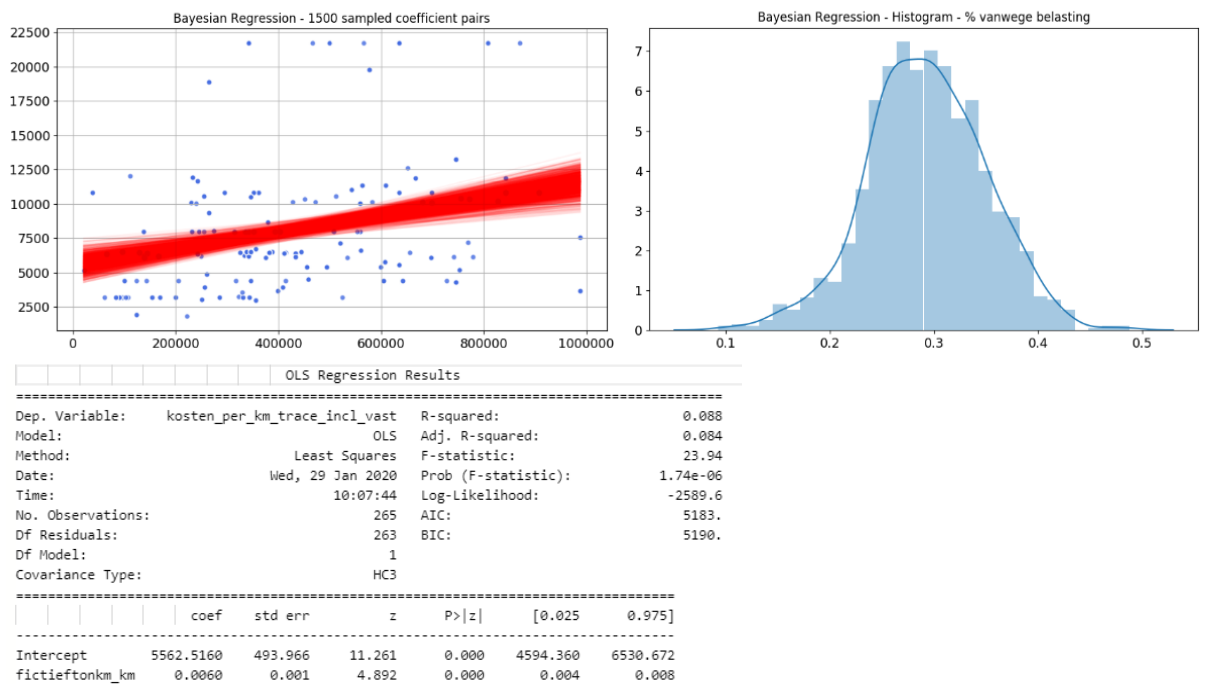 Bayesian Regression - 1500 sampled coefficient pairs
22500
20000
17500
15000
12500
10000
7500
5000
2500
0 200000 400000 600000 800000 1000000
Bayesian Regression - Histogram - % vanwege belasting
7
6
5
4
3
2
1
0
0.1 0.2 0.3 0.4 0.5
OLS Regression Results
==========================================================================================
Dep. Variable: kosten_per_km_trace_incl_vast R-squared: 0.088
Model: OLS Adj. R-squared: 0.084
Method: Least Squares F-statistic: 23.94
Date: Wed, 29 Jan 2020 Prob (F-statistic): 1.74e-06
Time: 10:07:44 Log-Likelihood: -2589.6
No. Observations: 265 AIC: 5183.
Df Residuals: 263 BIC: 5190.
Df Model: 1
Covariance Type: HC3
====================================================================================
coef std err z P>|z| [0.025 0.975]
------------------------------------------------------------------------------------
Intercept 5562.5160 493.966 11.261 0.000 4594.360 6530.672
fictieftonkm_km 0.0060 0.001 4.892 0.000 0.004 0.008